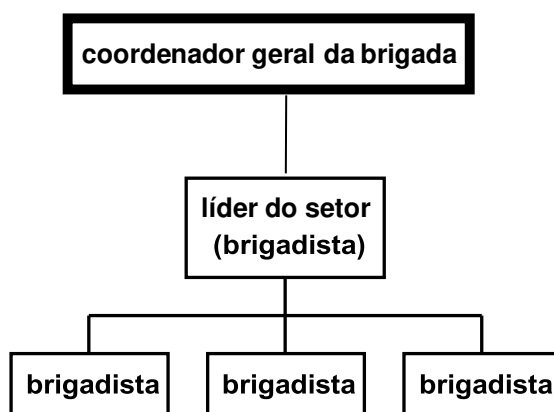 coordenador geral da brigada
líder do setor
(brigadista)
brigadista
brigadista
brigadista